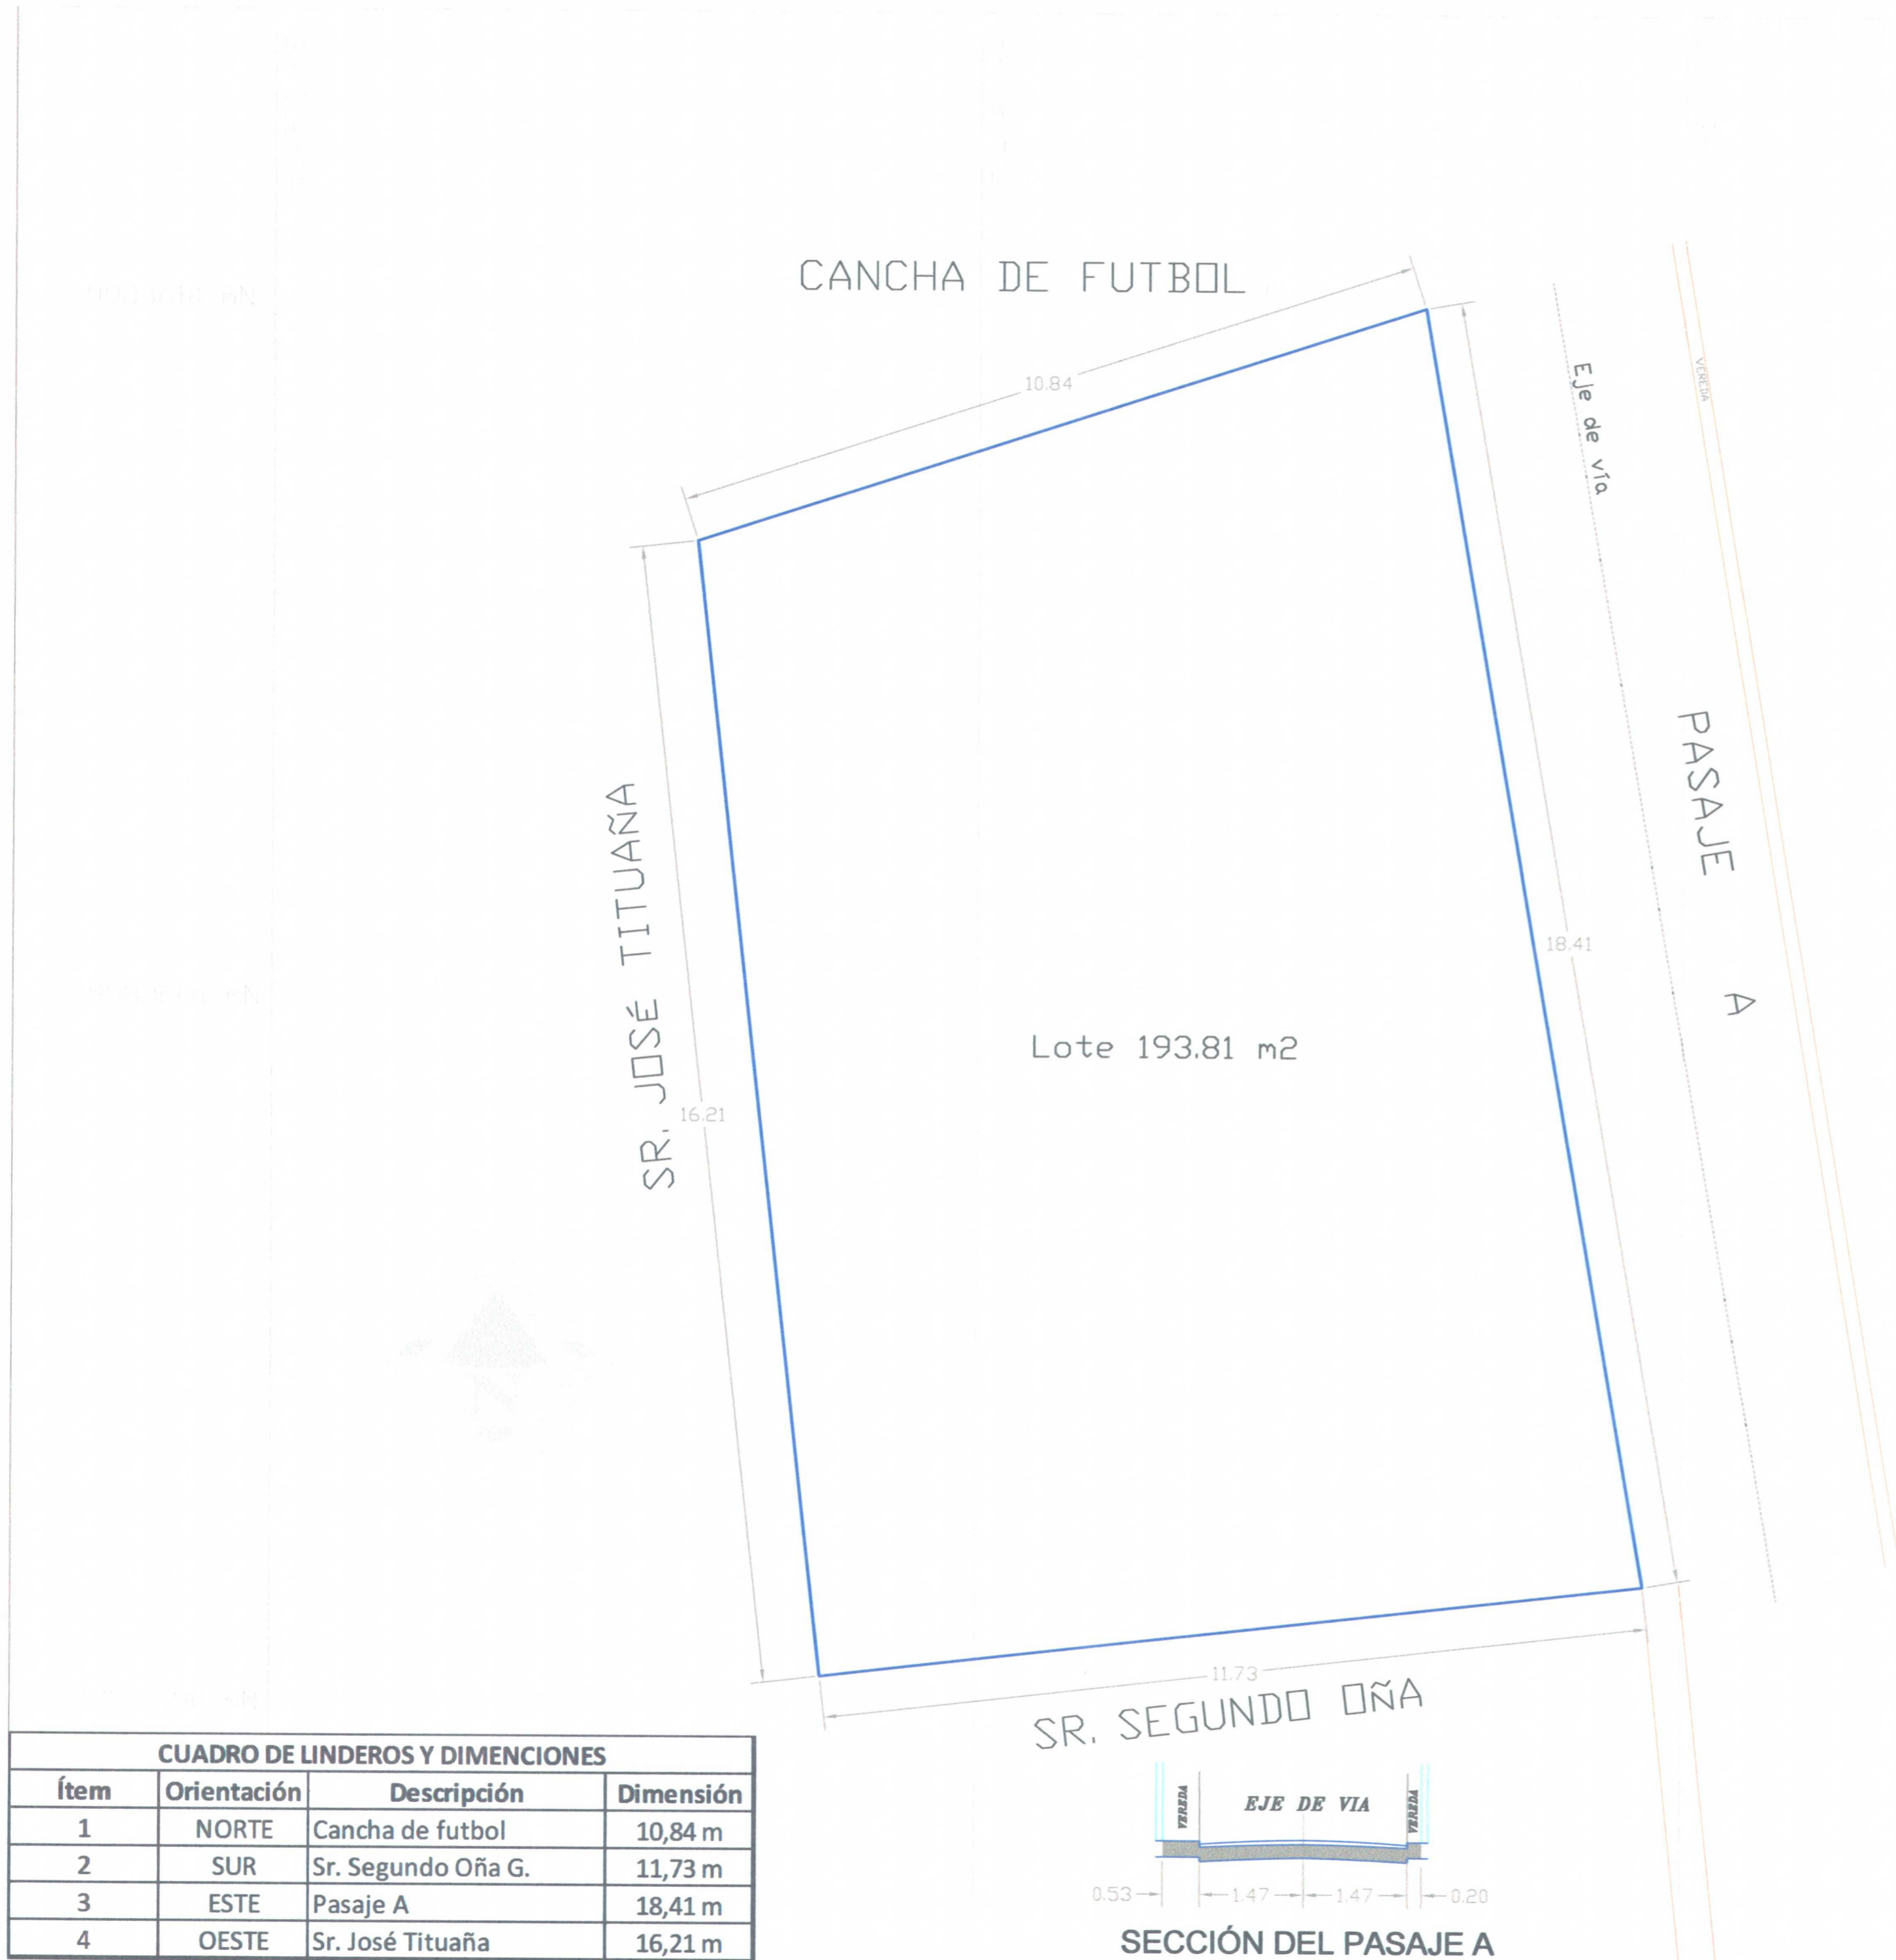 CANCHA DE FUTBOL
10.84
Eje de vía
VEREDA
PASAJE A
18.41
SR. JOSÉ TITUAÑA
16.21
Lote 193.81 m2
11.73
SR. SEGUNDO OÑA
CUADRO DE LINDEROS Y DIMENCIONES
Ítem Orientación Descripción Dimensión
1 NORTE Cancha de futbol 10,84 m
2 SUR Sr. Segundo Oña G. 11,73 m
3 ESTE Pasaje A 18,41 m
4 OESTE Sr. José Tituaña 16,21 m
VEREDA EJE DE VIA VEREDA
0.53 1.47 1.47 0.20
SECCIÓN DEL PASAJE A